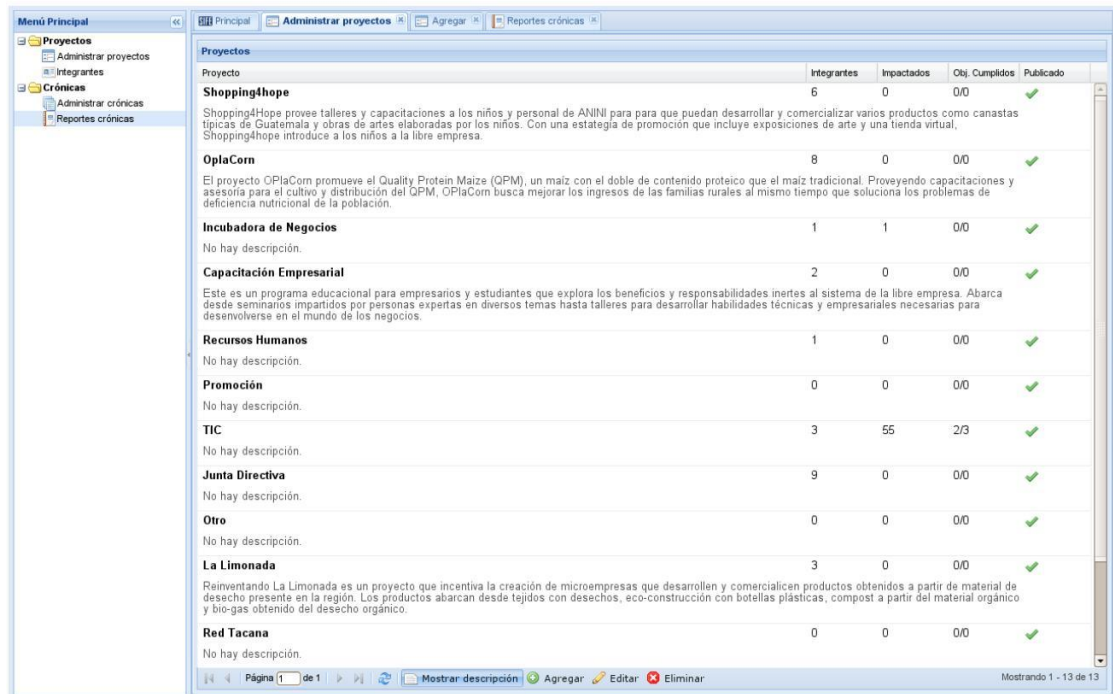 Menú Principal
Proyectos
Administrar proyectos
Integrantes
Crónicas
Administrar crónicas
Reportes crónicas
Principal
Administrar proyectos
Agregar
Reportes crónicas
Proyectos
Proyecto Integrantes Impactados Obj. Cumplidos Publicado
Shopping4hope 6 0 0/0
Shopping4Hope provee talleres y capacitaciones a los niños y personal de ANINI para para que puedan desarrollar y comercializar varios productos como canastas
típicas de Guatemala y obras de artes elaboradas por los niños. Con una estategia de promoción que incluye exposiciones de arte y una tienda virtual,
Shopping4hope introduce a los niños a la libre empresa.
OplaCorn 8 0 0/0
El proyecto OPlaCorn promueve el Quality Protein Maize (QPM), un maíz con el doble de contenido proteico que el maíz tradicional. Proveyendo capacitaciones y
asesoría para el cultivo y distribución del QPM, OPlaCorn busca mejorar los ingresos de las familias rurales al mismo tiempo que soluciona los problemas de
deficiencia nutricional de la población.
Incubadora de Negocios 1 1 0/0
No hay descripción.
Capacitación Empresarial 2 0 0/0
Este es un programa educacional para empresarios y estudiantes que explora los beneficios y responsabilidades inertes al sistema de la libre empresa. Abarca
desde seminarios impartidos por personas expertas en diversos temas hasta talleres para desarrollar habilidades técnicas y empresariales necesarias para
desenvolverse en el mundo de los negocios.
Recursos Humanos 1 0 0/0
No hay descripción.
Promoción 0 0 0/0
No hay descripción.
TIC 3 55 2/3
No hay descripción.
Junta Directiva 9 0 0/0
No hay descripción.
Otro 0 0 0/0
No hay descripción.
La Limonada 3 0 0/0
Reinventando La Limonada es un proyecto que incentiva la creación de microempresas que desarrollen y comercialicen productos obtenidos a partir de material de
desecho presente en la región. Los productos abarcan desde tejidos con desechos, eco-construcción con botellas plásticas, compost a partir del material orgánico
y bio-gas obtenido del desecho orgánico.
Red Tacana 0 0 0/0
No hay descripción.
Página 1 de 1 Mostrar descripción Agregar Editar Eliminar Mostrando 1 - 13 de 13